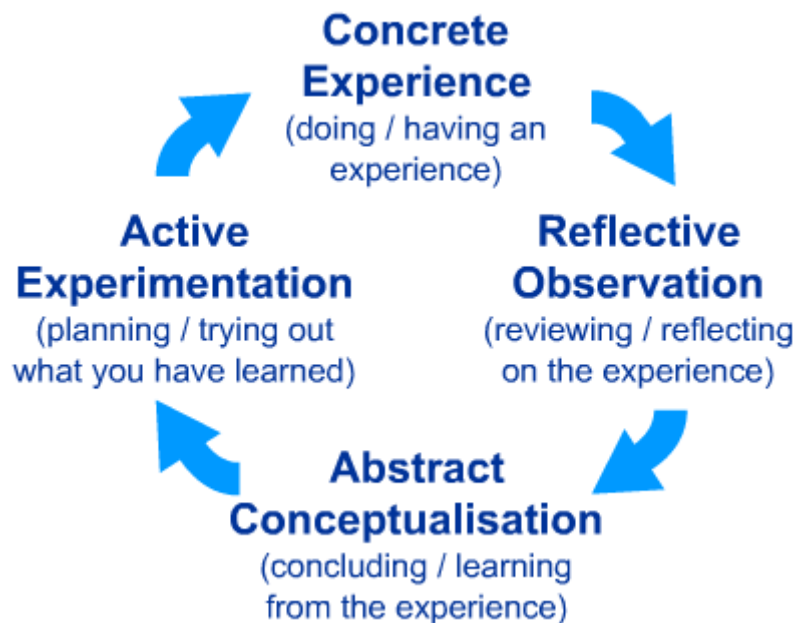 Concrete
Experience
(doing / having an
experience)
Reflective
Observation
(reviewing / reflecting
on the experience)
Abstract
Conceptualisation
(concluding / learning
from the experience)
Active
Experimentation
(planning / trying out
what you have learned)